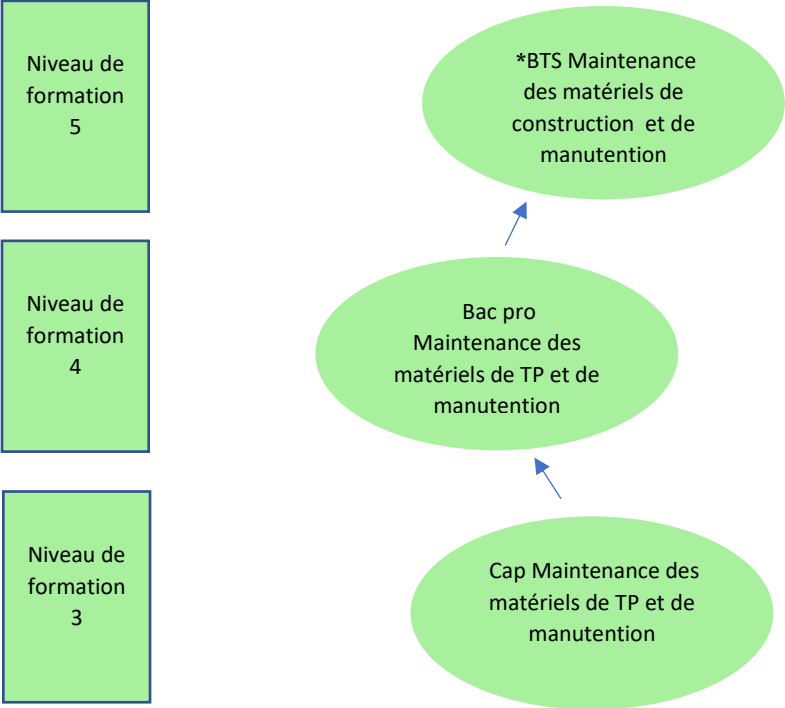 Niveau de
formation
5
*BTS Maintenance
des matériels de
construction et de
manutention
Niveau de
formation
4
Bac pro
Maintenance des
matériels de TP et de
manutention
Niveau de
formation
3
Cap Maintenance des
matériels de TP et de
manutention